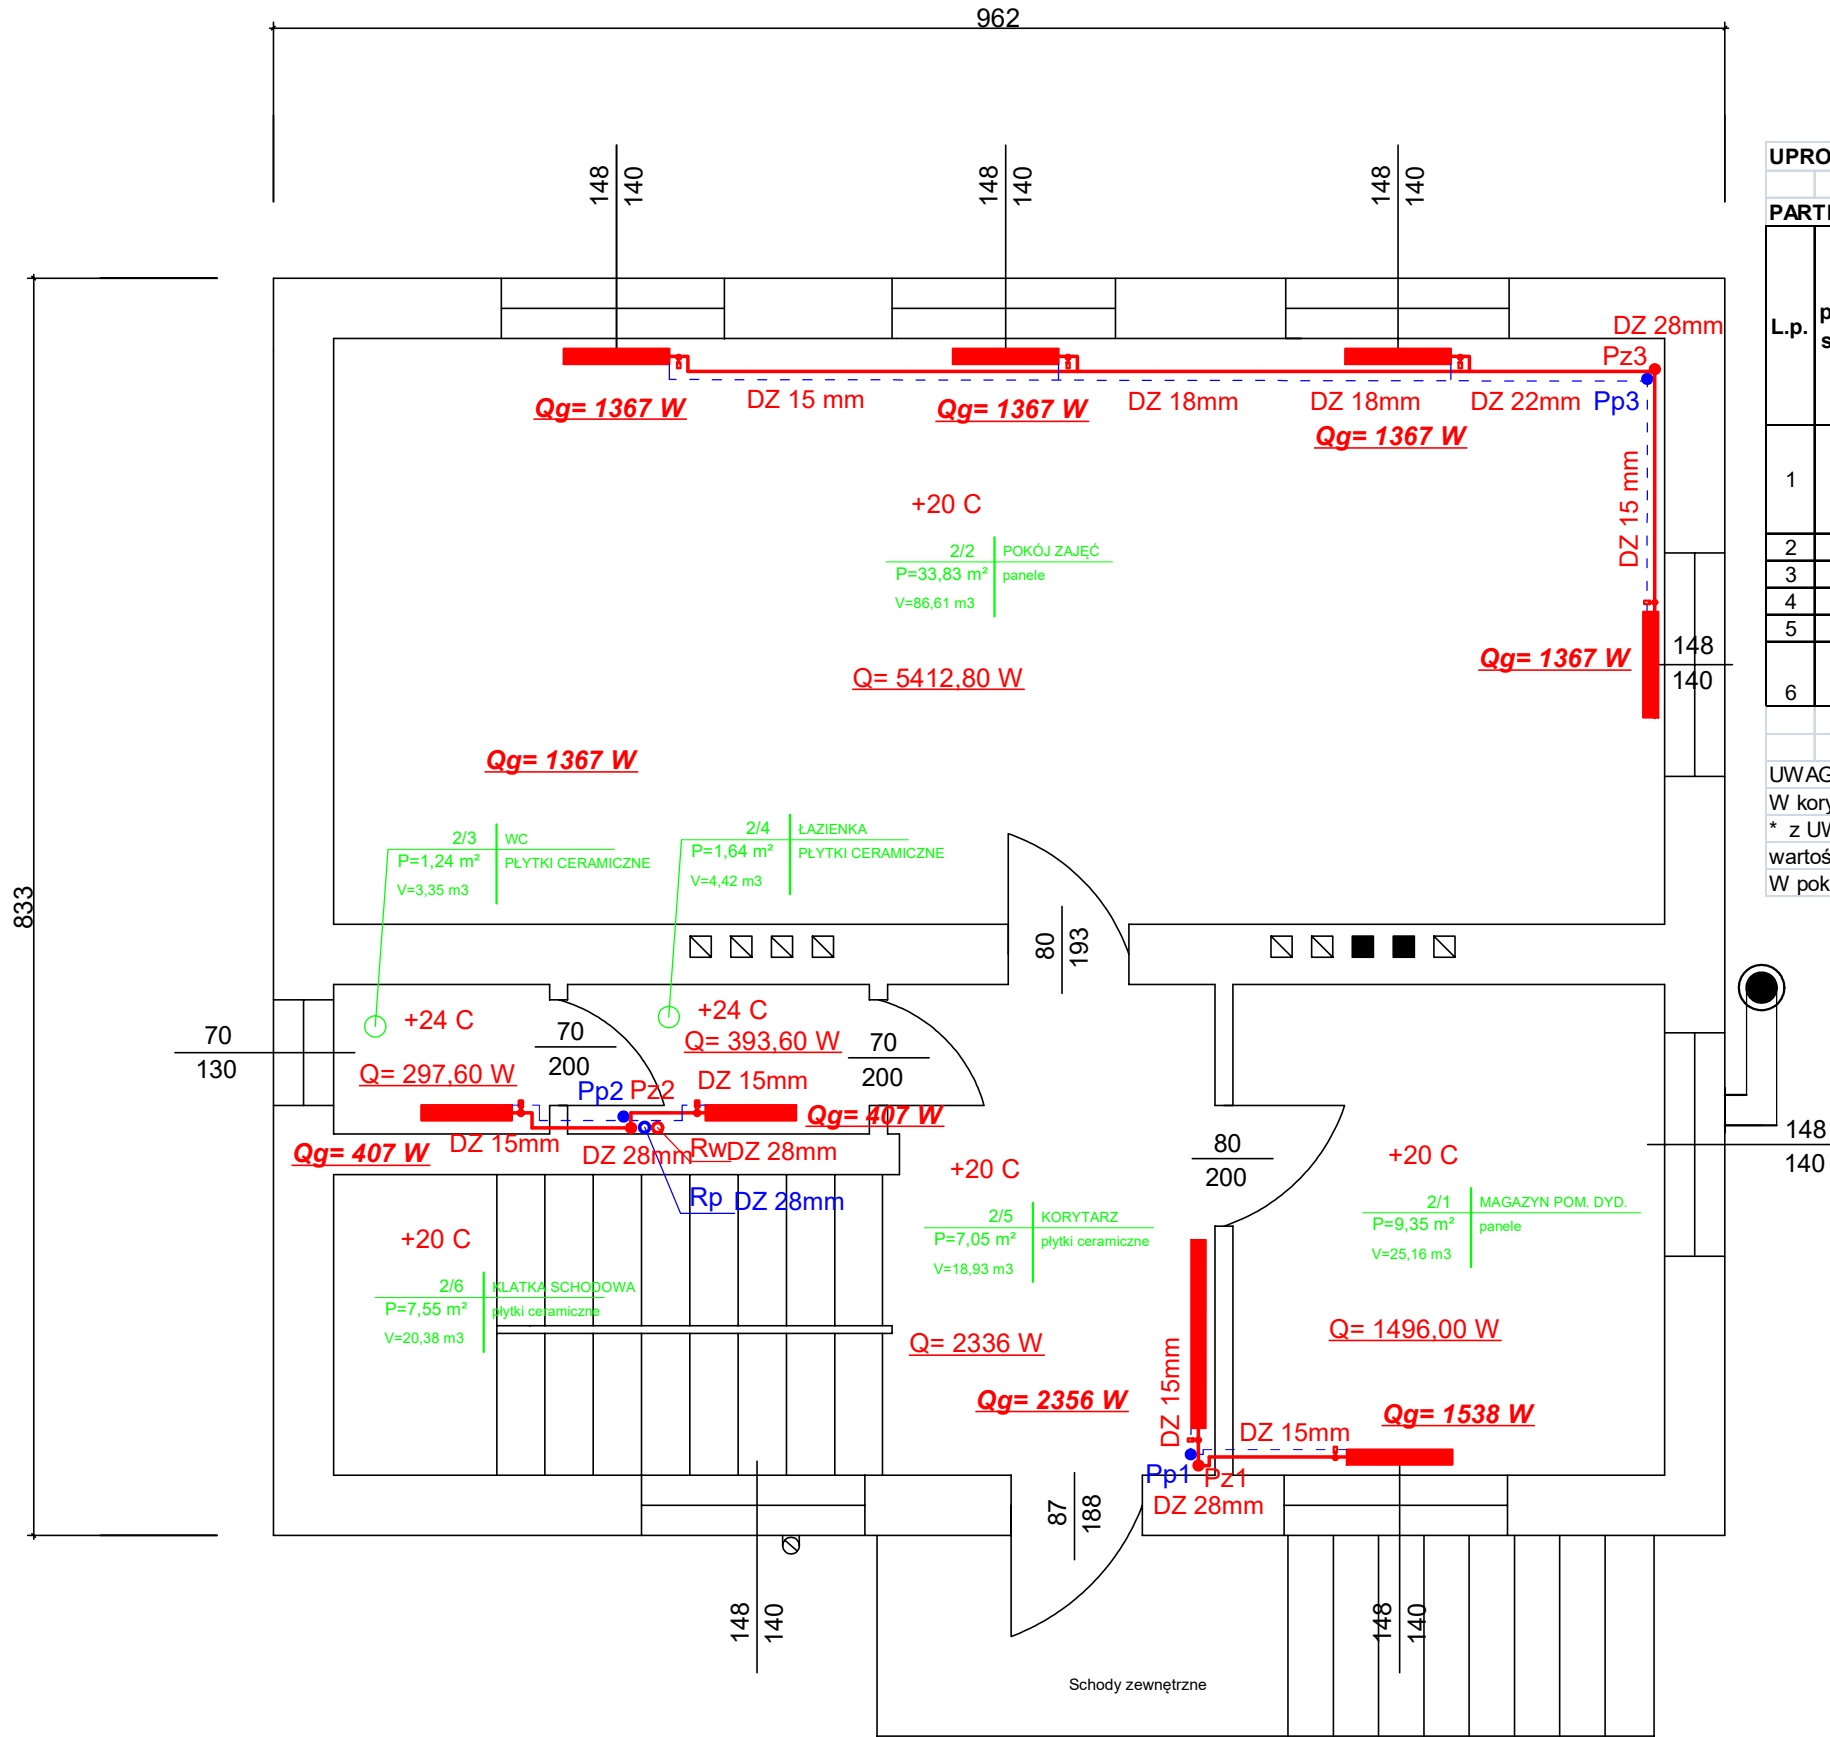 962
148
140
148
140
148
140
DZ 28mm
Pz3
Qg= 1367 W
DZ 15 mm
Qg= 1367 W
DZ 18mm
DZ 18mm
DZ 22mm
Pp3
Qg= 1367 W
DZ 15 mm
+20 C
2/2 POKÓJ ZAJĘĆ
P=33,83 m² panele
V=86,61 m3
Q= 5412,80 W
Qg= 1367 W
148
140
Qg= 1367 W
2/3 WC
P=1,24 m² PŁYTKI CERAMICZNE
V=3,35 m3
2/4 ŁAZIENKA
P=1,64 m² PŁYTKI CERAMICZNE
V=4,42 m3
833
80
193
+24 C
+24 C
70
130
70
200
Q= 393,60 W
70
200
Q= 297,60 W
Pp2
Pz2
DZ 15mm
Qg= 407 W
Qg= 407 W
DZ 15mm
DZ 28mm
Rw
DZ 28mm
Rp
DZ 28mm
80
200
148
140
+20 C
+20 C
2/5 KORYTARZ
P=7,05 m² płytki ceramiczne
V=18,93 m3
2/1 MAGAZYN POM. DYD.
P=9,35 m² panele
V=25,16 m3
+20 C
2/6 KLATKA SCHODOWA
P=7,55 m² płytki ceramiczne
V=20,38 m3
Q= 2336 W
Q= 1496,00 W
Qg= 2356 W
DZ 15mm
Qg= 1538 W
DZ 15mm
Pp1
Pz1
DZ 28mm
87
188
148
140
148
140
Schody zewnętrzne
UPRO
PARTI
L.p.
p
s
1
2
3
4
5
6
UWAG
W kory
* z UW
wartoś
W pok